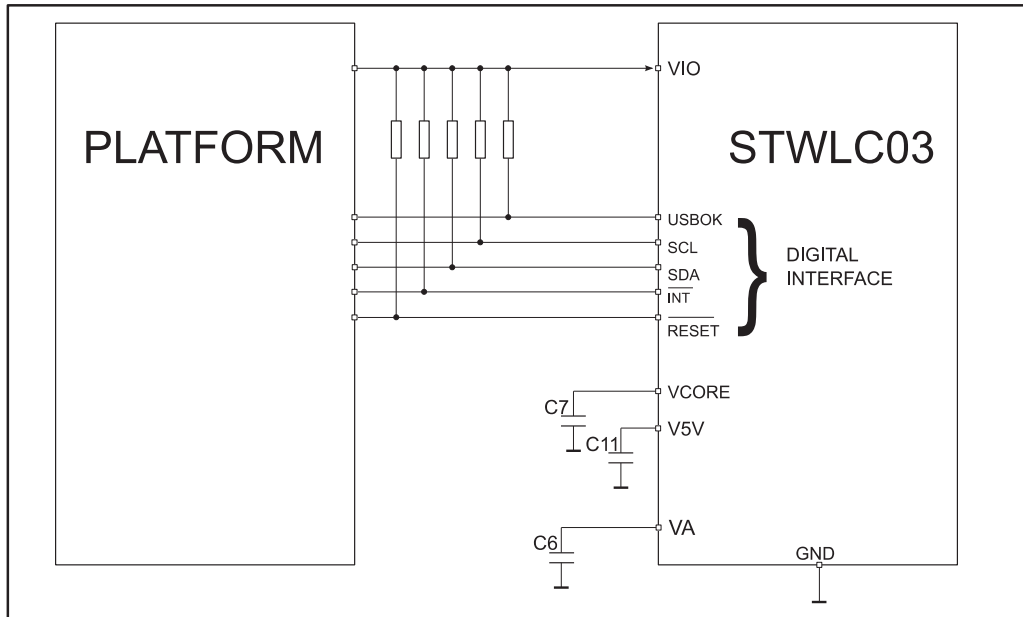 VIO
PLATFORM
STWLC03
USBOK
SCL
SDA
INT
RESET
DIGITAL
INTERFACE
VCORE
C7
V5V
C11
VA
C6
GND